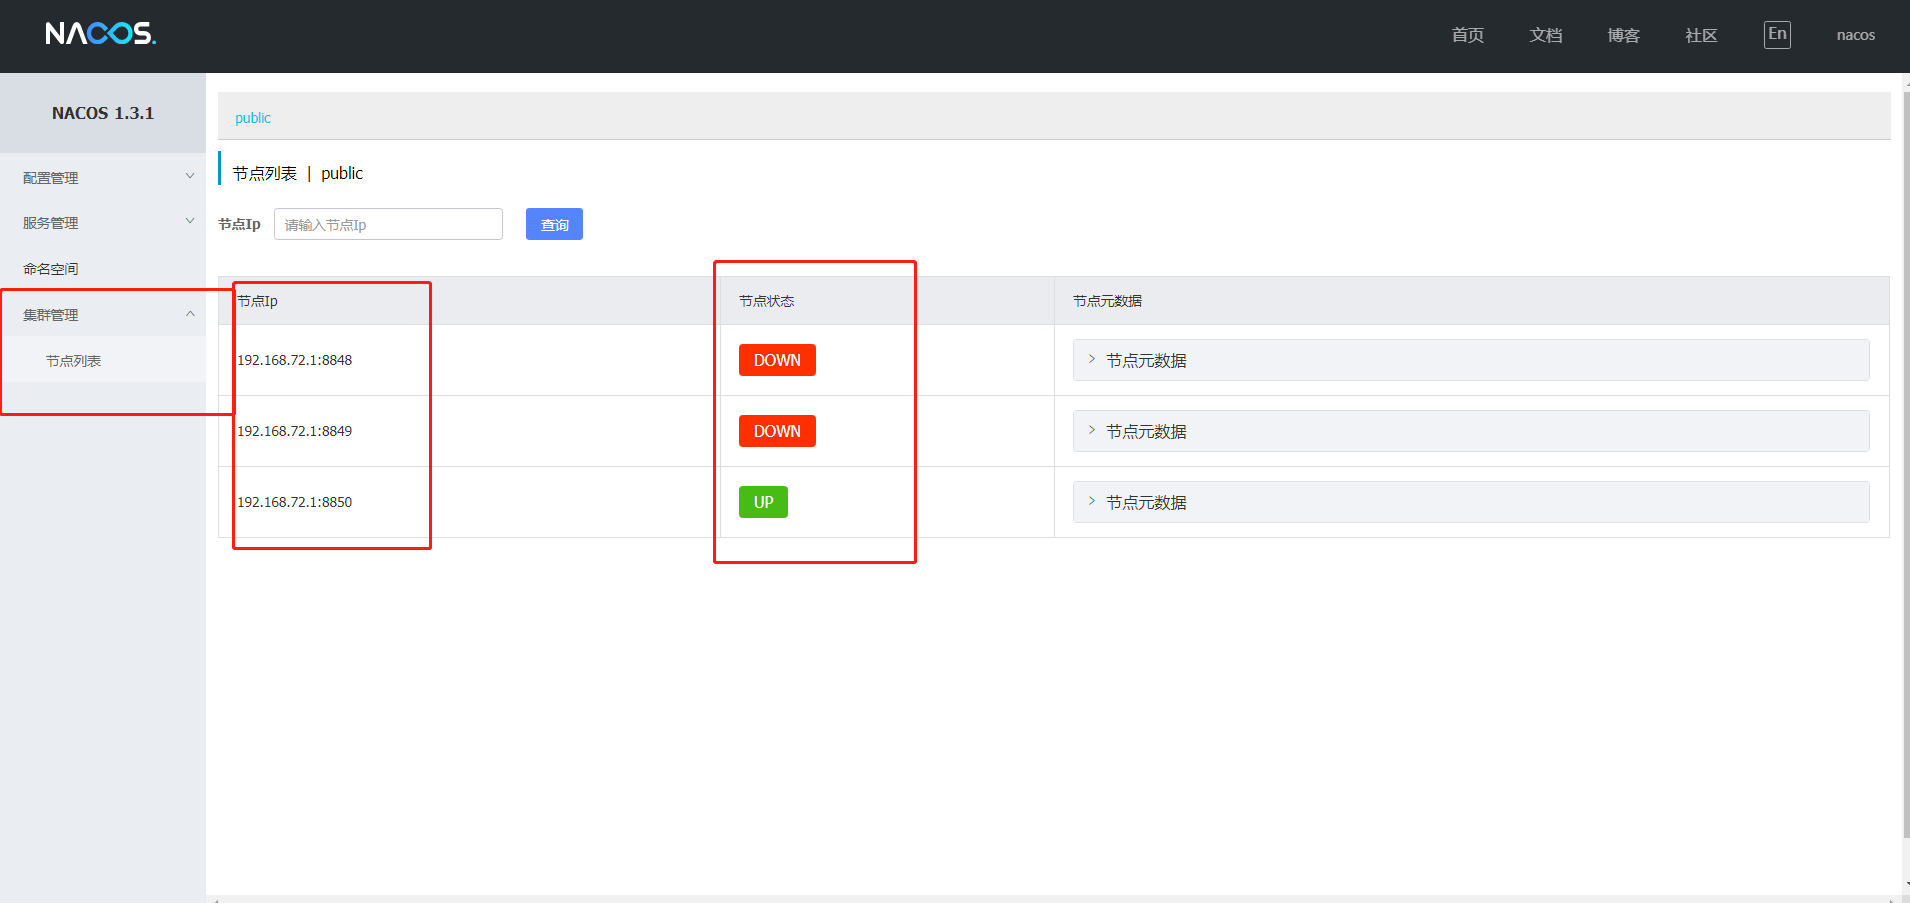 NACOS.
首页 文档 博客 社区 En nacos
NACOS 1.3.1
配置管理
服务管理
命名空间
集群管理
节点列表
public
节点列表 | public
节点Ip 请输入节点Ip 查询
节点Ip 节点状态 节点元数据
192.168.72.1:8848 DOWN 节点元数据
192.168.72.1:8849 DOWN 节点元数据
192.168.72.1:8850 UP 节点元数据